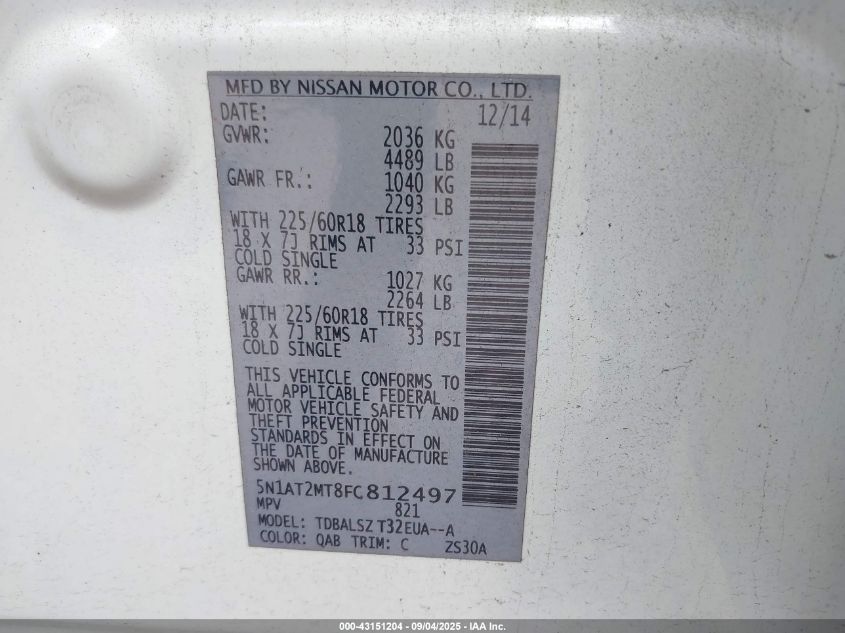 MFD BY NISSAN MOTOR CO., LTD.
DATE: 12/14
GVWR: 2036 KG
4489 LB
GAWR FR.: 1040 KG
2293 LB
WITH 225/60R18 TIRES
18 X 7J RIMS AT 33 PSI
COLD SINGLE
GAWR RR.: 1027 KG
2264 LB
WITH 225/60R18 TIRES
18 X 7J RIMS AT 33 PSI
COLD SINGLE
THIS VEHICLE CONFORMS TO
ALL APPLICABLE FEDERAL
MOTOR VEHICLE SAFETY AND
THEFT PREVENTION
STANDARDS IN EFFECT ON
THE DATE OF MANUFACTURE
SHOWN ABOVE.
5N1AT2MT8FC812497
MPV 821
MODEL: TDBALSZ T32EUA--A
COLOR: QAB TRIM: C ZS30A
000-43151204 - 09/04/2025 - IAA Inc.